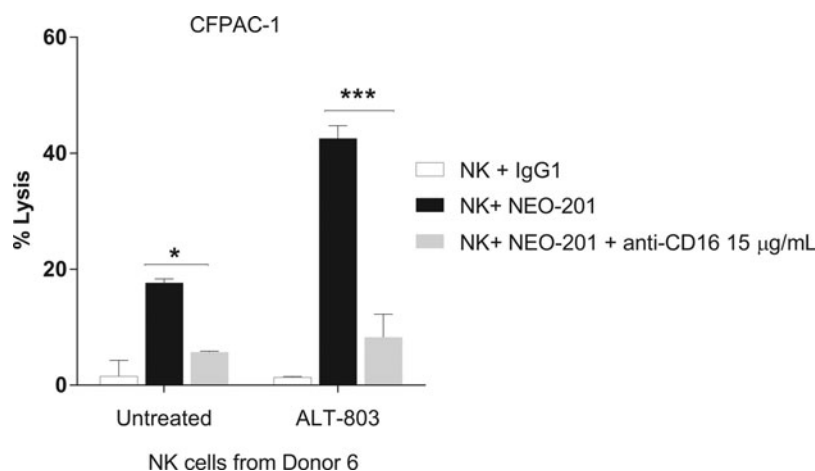 CFPAC-1
60
40
20
0
% Lysis
*
***
NK + IgG1
NK+ NEO-201
NK+ NEO-201 + anti-CD16 15 μg/mL
Untreated
ALT-803
NK cells from Donor 6